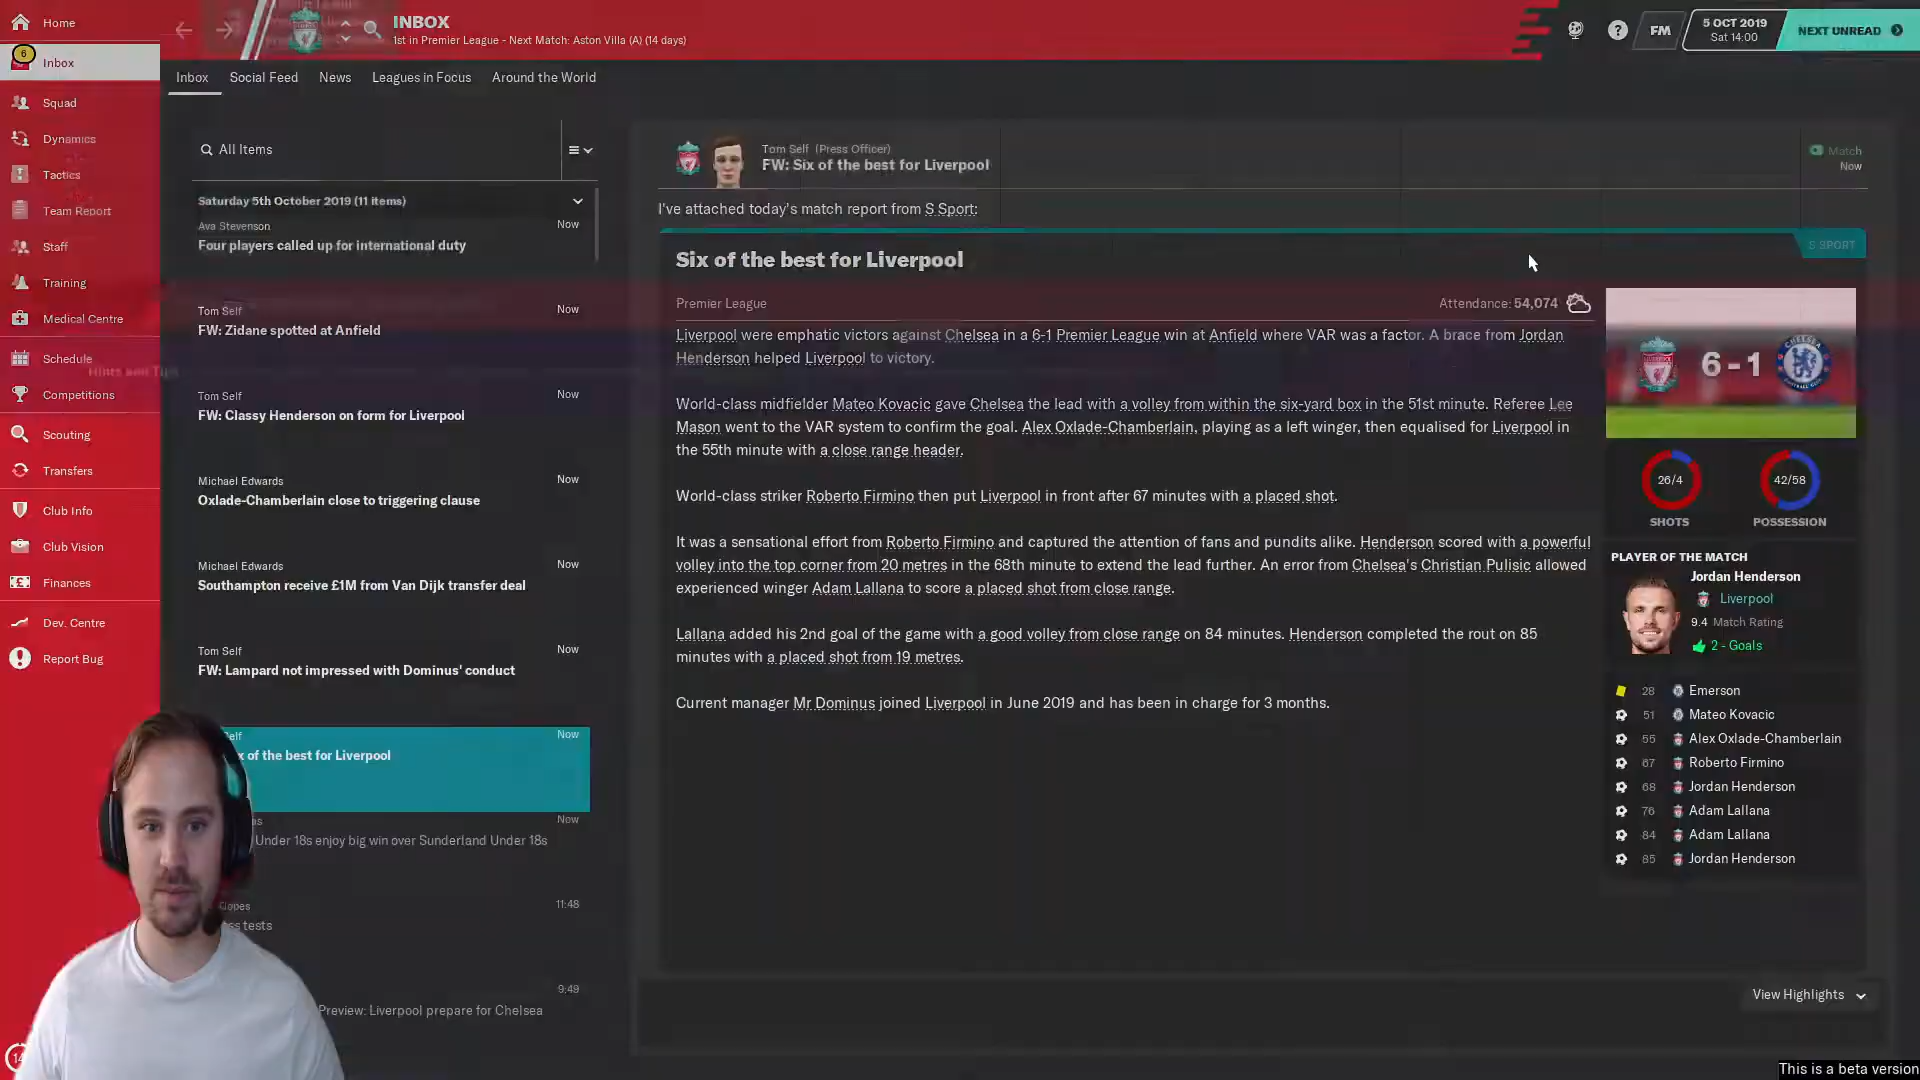 Home
Inbox
6
Squad
Dynamics
Tactics
Team Report
Staff
Training
Medical Centre
Schedule
Hints and Tips
Competitions
Scouting
Transfers
Club Info
Club Vision
Finances
Dev. Centre
Report Bug
INBOX
1st in Premier League - Next Match: Aston Villa (A) (14 days)
FM
5 OCT 2019
Sat 14:00
NEXT UNREAD
Inbox Social Feed News Leagues in Focus Around the World
All Items
Saturday 5th October 2019 (11 items)
Ava Stevenson Now
Four players called up for international duty
Tom Self Now
FW: Zidane spotted at Anfield
Tom Self Now
FW: Classy Henderson on form for Liverpool
Michael Edwards Now
Oxlade-Chamberlain close to triggering clause
Michael Edwards Now
Southampton receive £1M from Van Dijk transfer deal
Tom Self Now
FW: Lampard not impressed with Dominus' conduct
Self Now
of the best for Liverpool
Now
Under 18s enjoy big win over Sunderland Under 18s
11:48
tests
9:49
Preview: Liverpool prepare for Chelsea
Tom Self (Press Officer)
FW: Six of the best for Liverpool
Match
Now
I've attached today's match report from S Sport:
S SPORT
Six of the best for Liverpool
Premier League Attendance: 54,074
Liverpool were emphatic victors against Chelsea in a 6-1 Premier League win at Anfield where VAR was a factor. A brace from Jordan
Henderson helped Liverpool to victory.
World-class midfielder Mateo Kovacic gave Chelsea the lead with a volley from within the six-yard box in the 51st minute. Referee Lee
Mason went to the VAR system to confirm the goal. Alex Oxlade-Chamberlain, playing as a left winger, then equalised for Liverpool in
the 55th minute with a close range header.
World-class striker Roberto Firmino then put Liverpool in front after 67 minutes with a placed shot.
It was a sensational effort from Roberto Firmino and captured the attention of fans and pundits alike. Henderson scored with a powerful
volley into the top corner from 20 metres in the 68th minute to extend the lead further. An error from Chelsea's Christian Pulisic allowed
experienced winger Adam Lallana to score a placed shot from close range.
Lallana added his 2nd goal of the game with a good volley from close range on 84 minutes. Henderson completed the rout on 85
minutes with a placed shot from 19 metres.
Current manager Mr Dominus joined Liverpool in June 2019 and has been in charge for 3 months.
6 - 1
26/4 42/58
SHOTS POSSESSION
PLAYER OF THE MATCH
Jordan Henderson
Liverpool
9.4 Match Rating
2 - Goals
28 Emerson
51 Mateo Kovacic
55 Alex Oxlade-Chamberlain
67 Roberto Firmino
68 Jordan Henderson
76 Adam Lallana
84 Adam Lallana
85 Jordan Henderson
View Highlights
This is a beta version